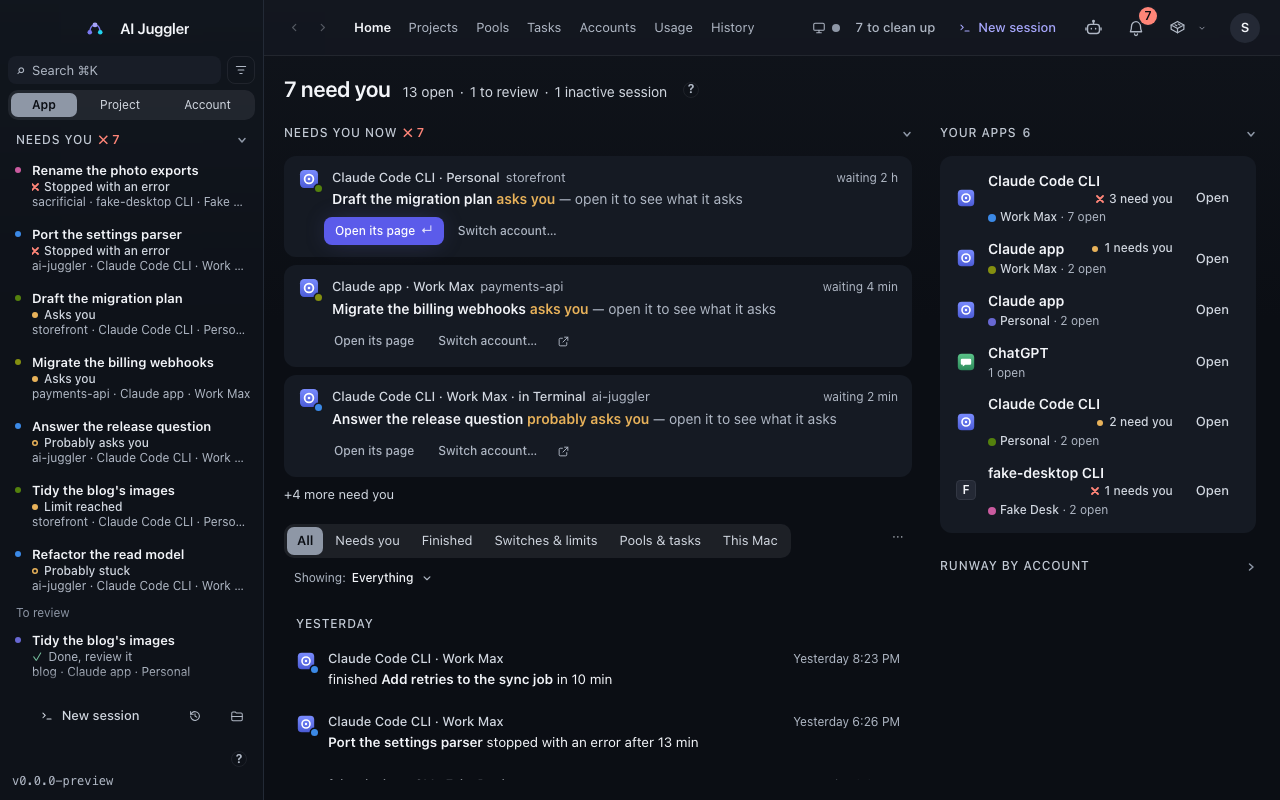 AI Juggler
Search ⌘K
App Project Account
NEEDS YOU 7
Rename the photo exports
Stopped with an error
sacrificial · fake-desktop CLI · Fake ...
Port the settings parser
Stopped with an error
ai-juggler · Claude Code CLI · Work ...
Draft the migration plan
Asks you
storefront · Claude Code CLI · Perso...
Migrate the billing webhooks
Asks you
payments-api · Claude app · Work Max
Answer the release question
Probably asks you
ai-juggler · Claude Code CLI · Work ...
Tidy the blog's images
Limit reached
storefront · Claude Code CLI · Perso...
Refactor the read model
Probably stuck
ai-juggler · Claude Code CLI · Work ...
To review
Tidy the blog's images
Done, review it
blog · Claude app · Personal
New session
?
v0.0.0-preview
Home Projects Pools Tasks Accounts Usage History
7 to clean up
New session
7
S
7 need you 13 open · 1 to review · 1 inactive session ?
NEEDS YOU NOW 7
Claude Code CLI · Personal storefront waiting 2 h
Draft the migration plan asks you — open it to see what it asks
Open its page ↵ Switch account...
Claude app · Work Max payments-api waiting 4 min
Migrate the billing webhooks asks you — open it to see what it asks
Open its page Switch account...
Claude Code CLI · Work Max · in Terminal ai-juggler waiting 2 min
Answer the release question probably asks you — open it to see what it asks
Open its page Switch account...
+4 more need you
All Needs you Finished Switches & limits Pools & tasks This Mac ...
Showing: Everything
YESTERDAY
Claude Code CLI · Work Max Yesterday 8:23 PM
finished Add retries to the sync job in 10 min
Claude Code CLI · Work Max Yesterday 6:26 PM
Port the settings parser stopped with an error after 13 min
YOUR APPS 6
Claude Code CLI
3 need you
Work Max · 7 open
Open
Claude app 1 needs you
Work Max · 2 open
Open
Claude app
Personal · 2 open
Open
ChatGPT
1 open
Open
Claude Code CLI
2 need you
Personal · 2 open
Open
F
fake-desktop CLI
1 needs you
Fake Desk · 2 open
Open
RUNWAY BY ACCOUNT